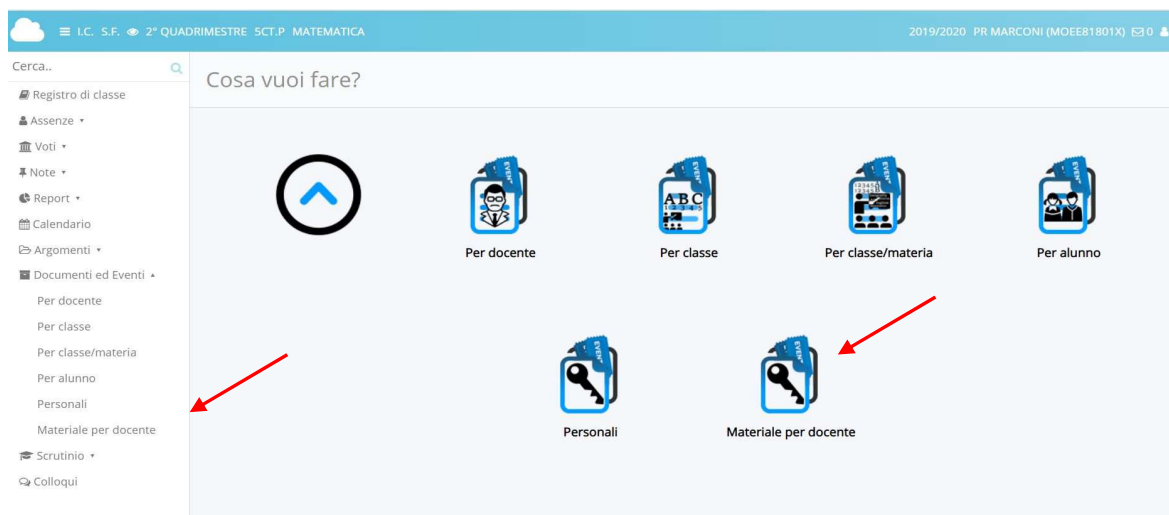 I.C. S.F. 2° QUADRIMESTRE 5CT.P MATEMATICA
2019/2020 PR MARCONI (MOEE81801X) 0
Cerca..
Registro di classe
Assenze
Voti
Note
Report
Calendario
Argomenti
Documenti ed Eventi
Per docente
Per classe
Per classe/materia
Per alunno
Personali
Materiale per docente
Scrutinio
Colloqui
Cosa vuoi fare?
Per docente
ABC
Per classe
Per classe/materia
Per alunno
Personali
Materiale per docente